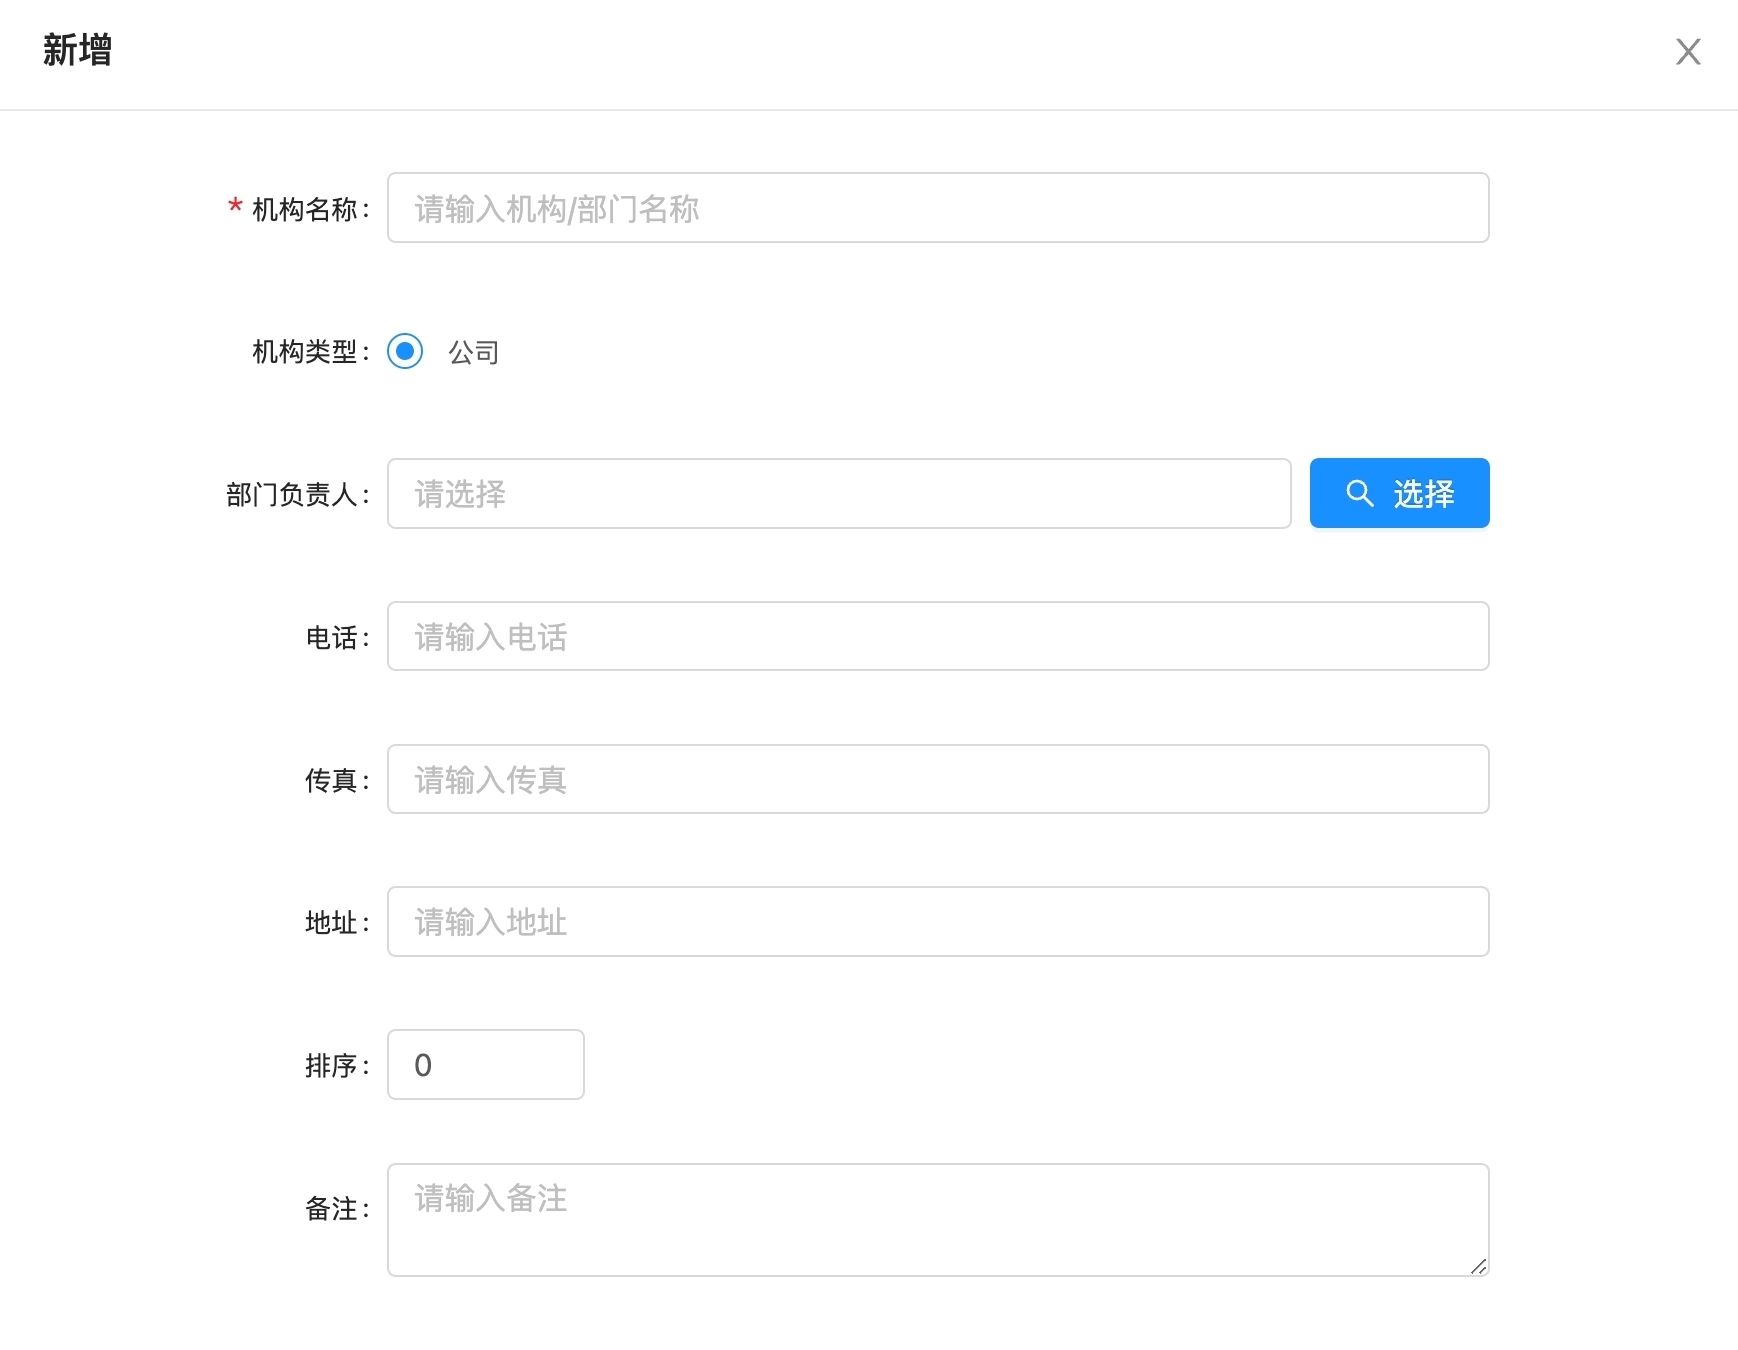 新增
* 机构名称: 请输入机构/部门名称
机构类型: 公司
部门负责人: 请选择 选择
电话: 请输入电话
传真: 请输入传真
地址: 请输入地址
排序: 0
备注: 请输入备注